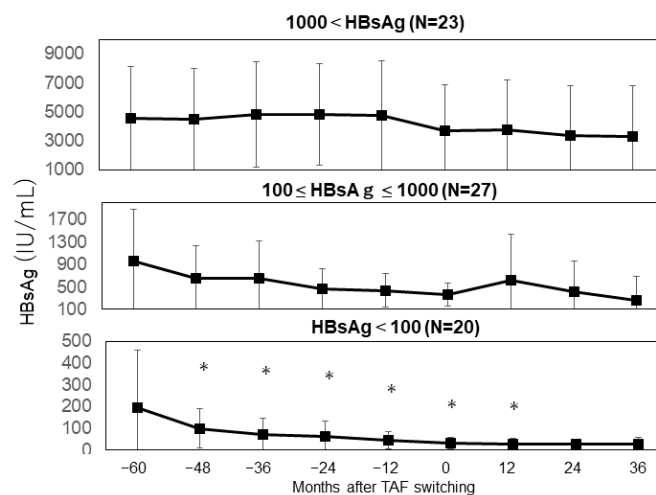 1000 < HBsAg (N=23)
9000
7000
5000
3000
1000
100 ≤ HBsA g ≤ 1000 (N=27)
1700
1300
900
500
100
HBsAg (IU/mL)
HBsAg < 100 (N=20)
500
400
300
200
100
0
* * * * * *
−60 −48 −36 −24 −12 0 12 24 36
Months after TAF switching